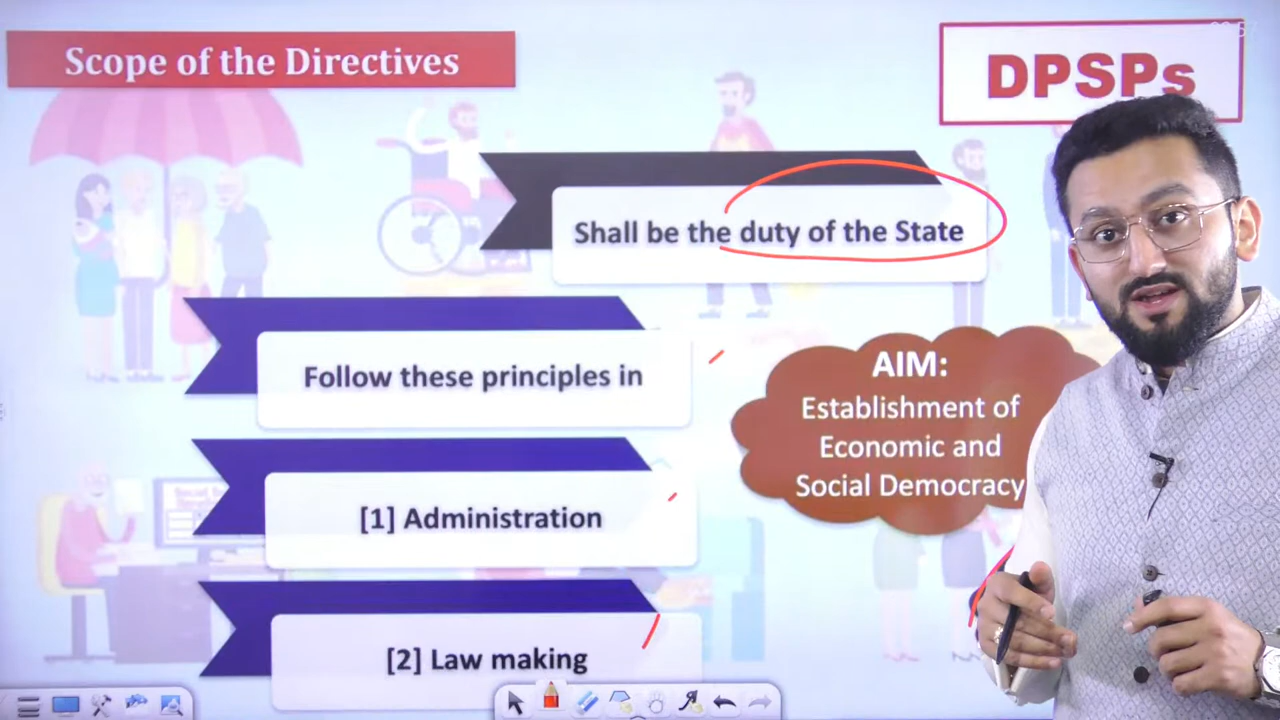 Scope of the Directives
DPSPs
Shall be the duty of the State
Follow these principles in
AIM:
Establishment of
Economic and
Social Democracy
[1] Administration
[2] Law making